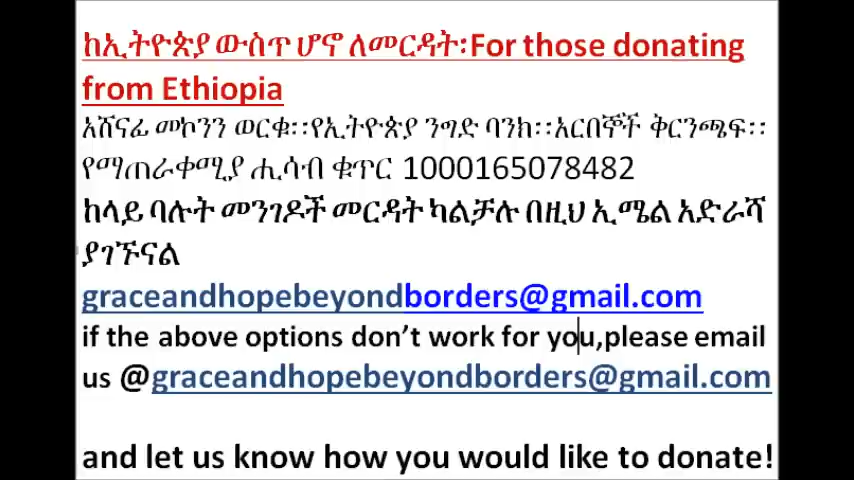 ከኢትዮጵያ ውስጥ ሆኖ ለመርዳት፡For those donating
from Ethiopia
አሸናፊ መኮንን ወርቁ፡፡የኢትዮጵያ ንግድ ባንክ፡፡አርበኞች ቅርንጫፍ፡፡
የማጠራቀሚያ ሒሳብ ቁጥር 1000165078482
ከላይ ባሉት መንገዶች መርዳት ካልቻሉ በዚህ ኢሜል አድራሻ
ያገኙናል
graceandhopebeyondborders@gmail.com
if the above options don’t work for you,please email
us @graceandhopebeyondborders@gmail.com
and let us know how you would like to donate!